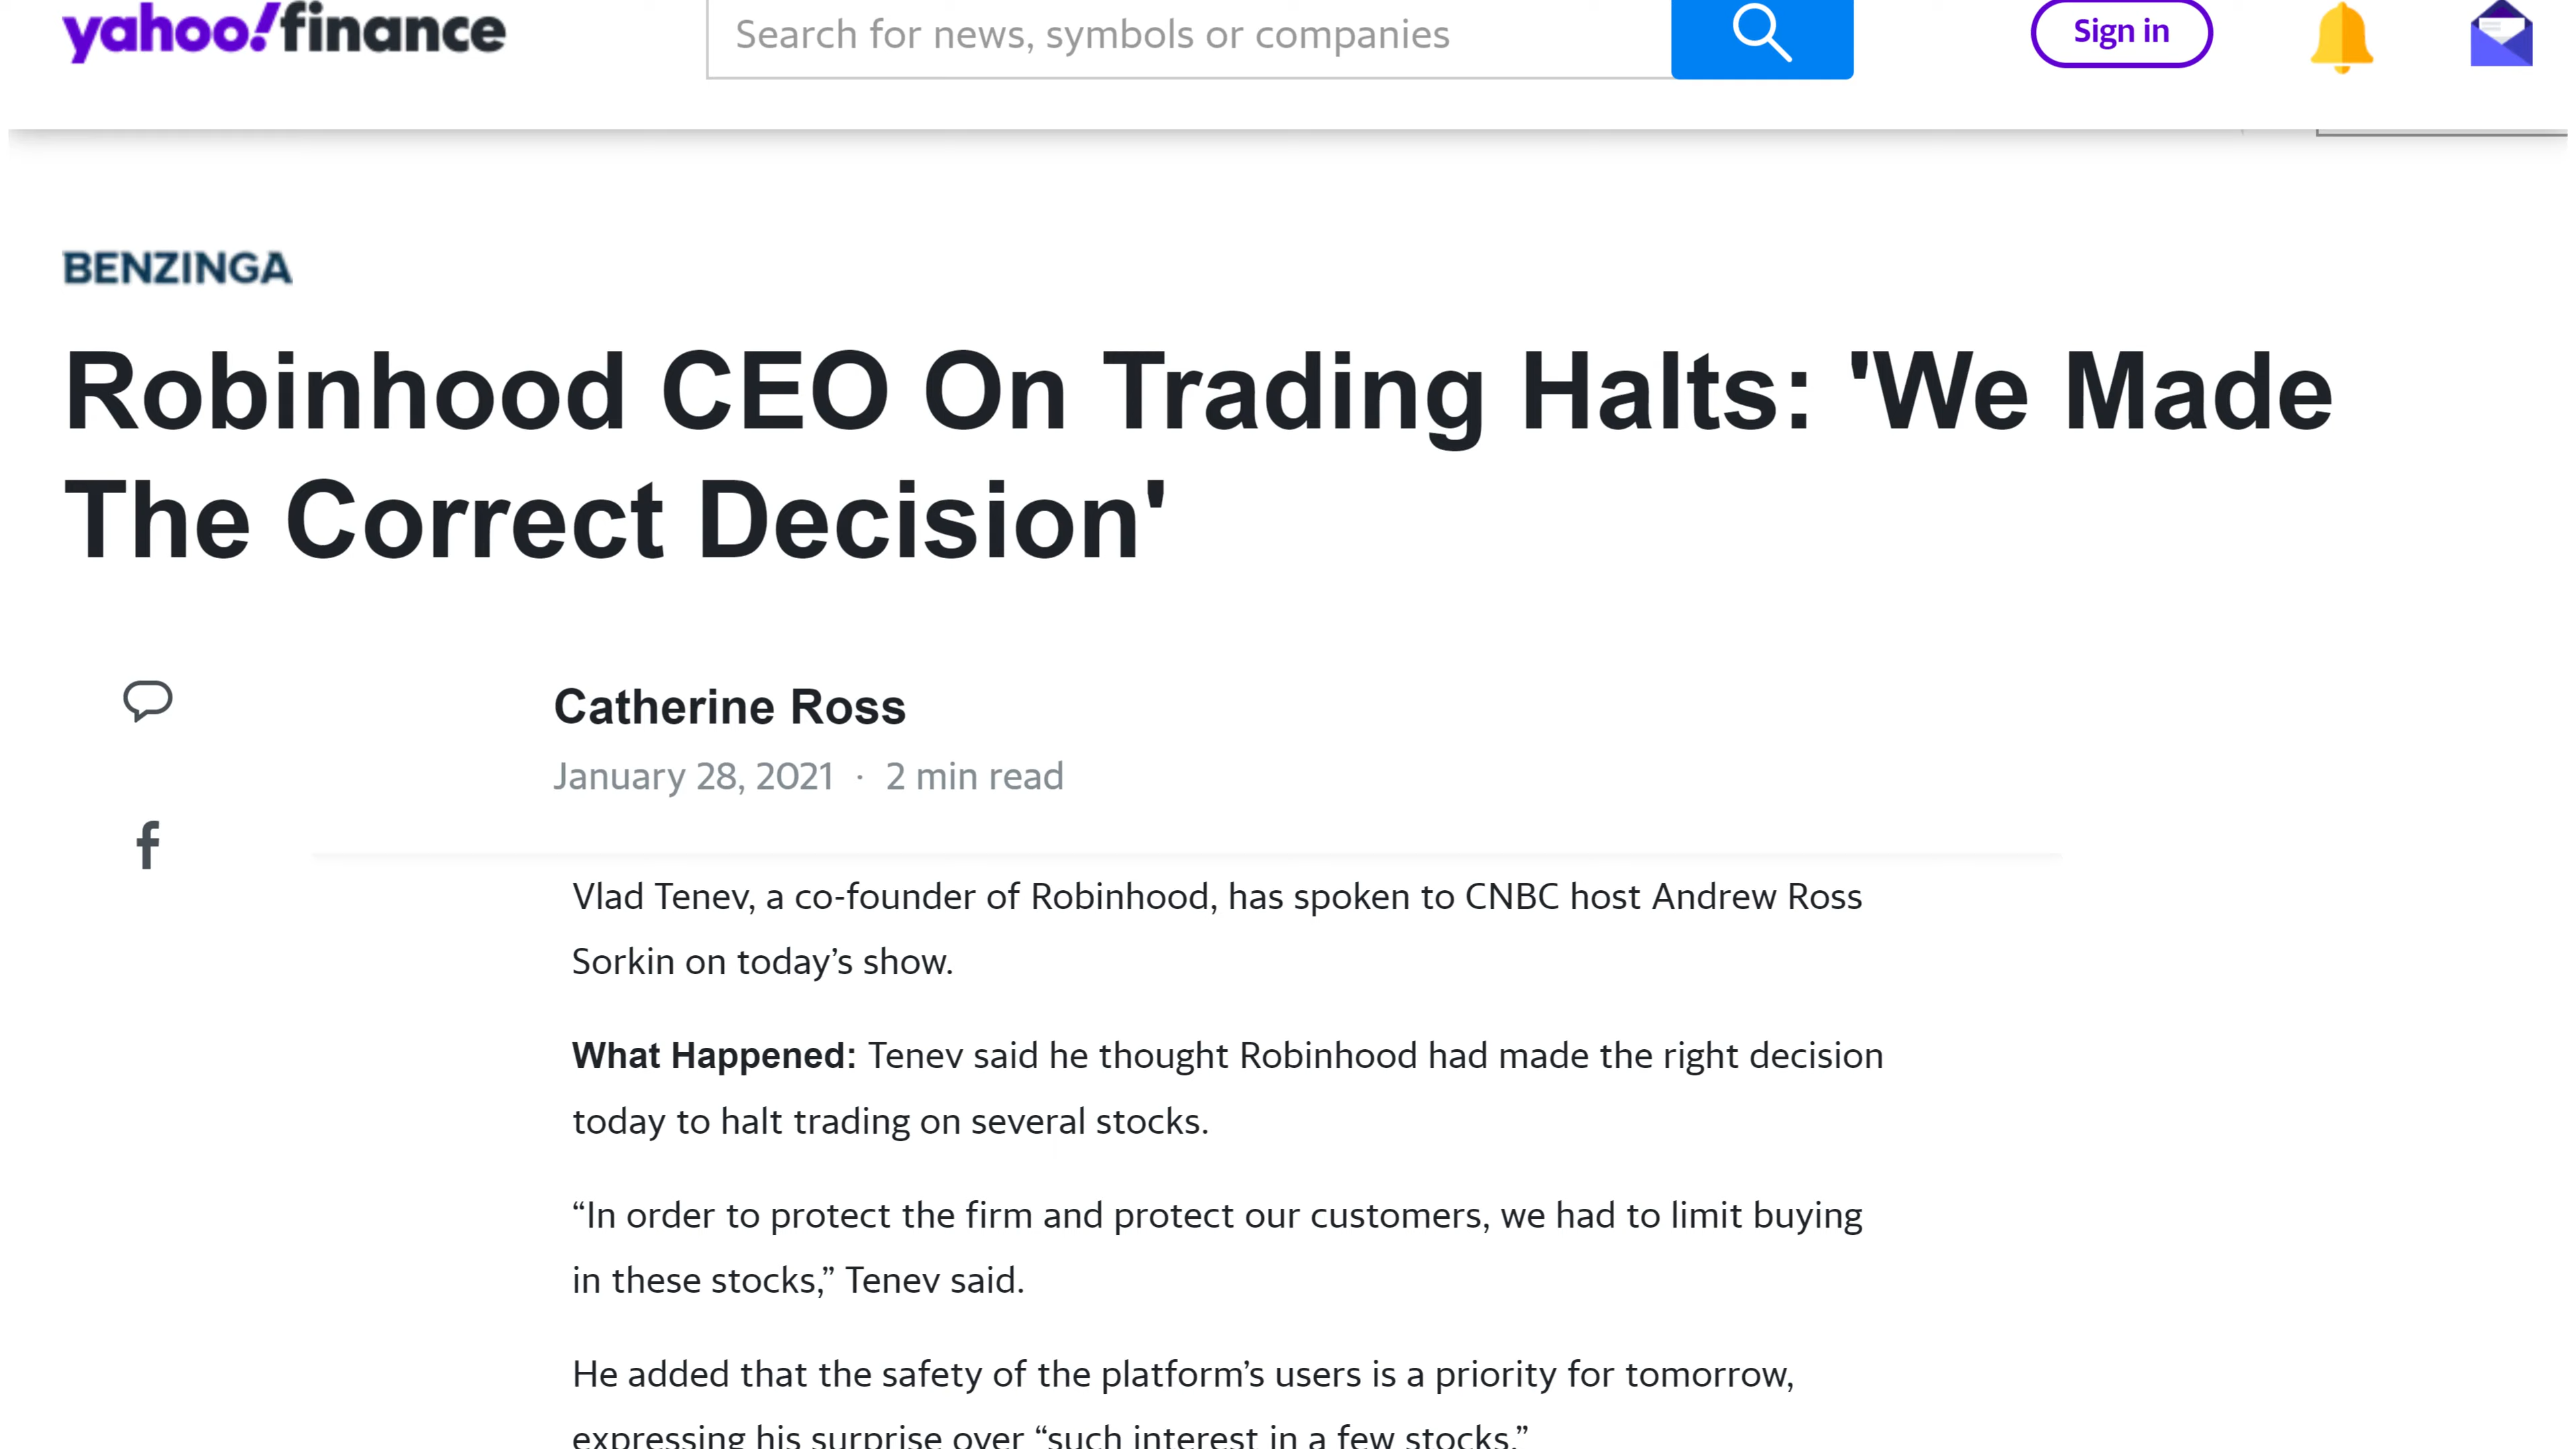 yahoo!finance
Search for news, symbols or companies
Sign in
BENZINGA
Robinhood CEO On Trading Halts: 'We Made
The Correct Decision'
Catherine Ross
January 28, 2021 · 2 min read
Vlad Tenev, a co-founder of Robinhood, has spoken to CNBC host Andrew Ross
Sorkin on today’s show.
What Happened: Tenev said he thought Robinhood had made the right decision
today to halt trading on several stocks.
“In order to protect the firm and protect our customers, we had to limit buying
in these stocks,” Tenev said.
He added that the safety of the platform’s users is a priority for tomorrow,
expressing his surprise over “such interest in a few stocks.”